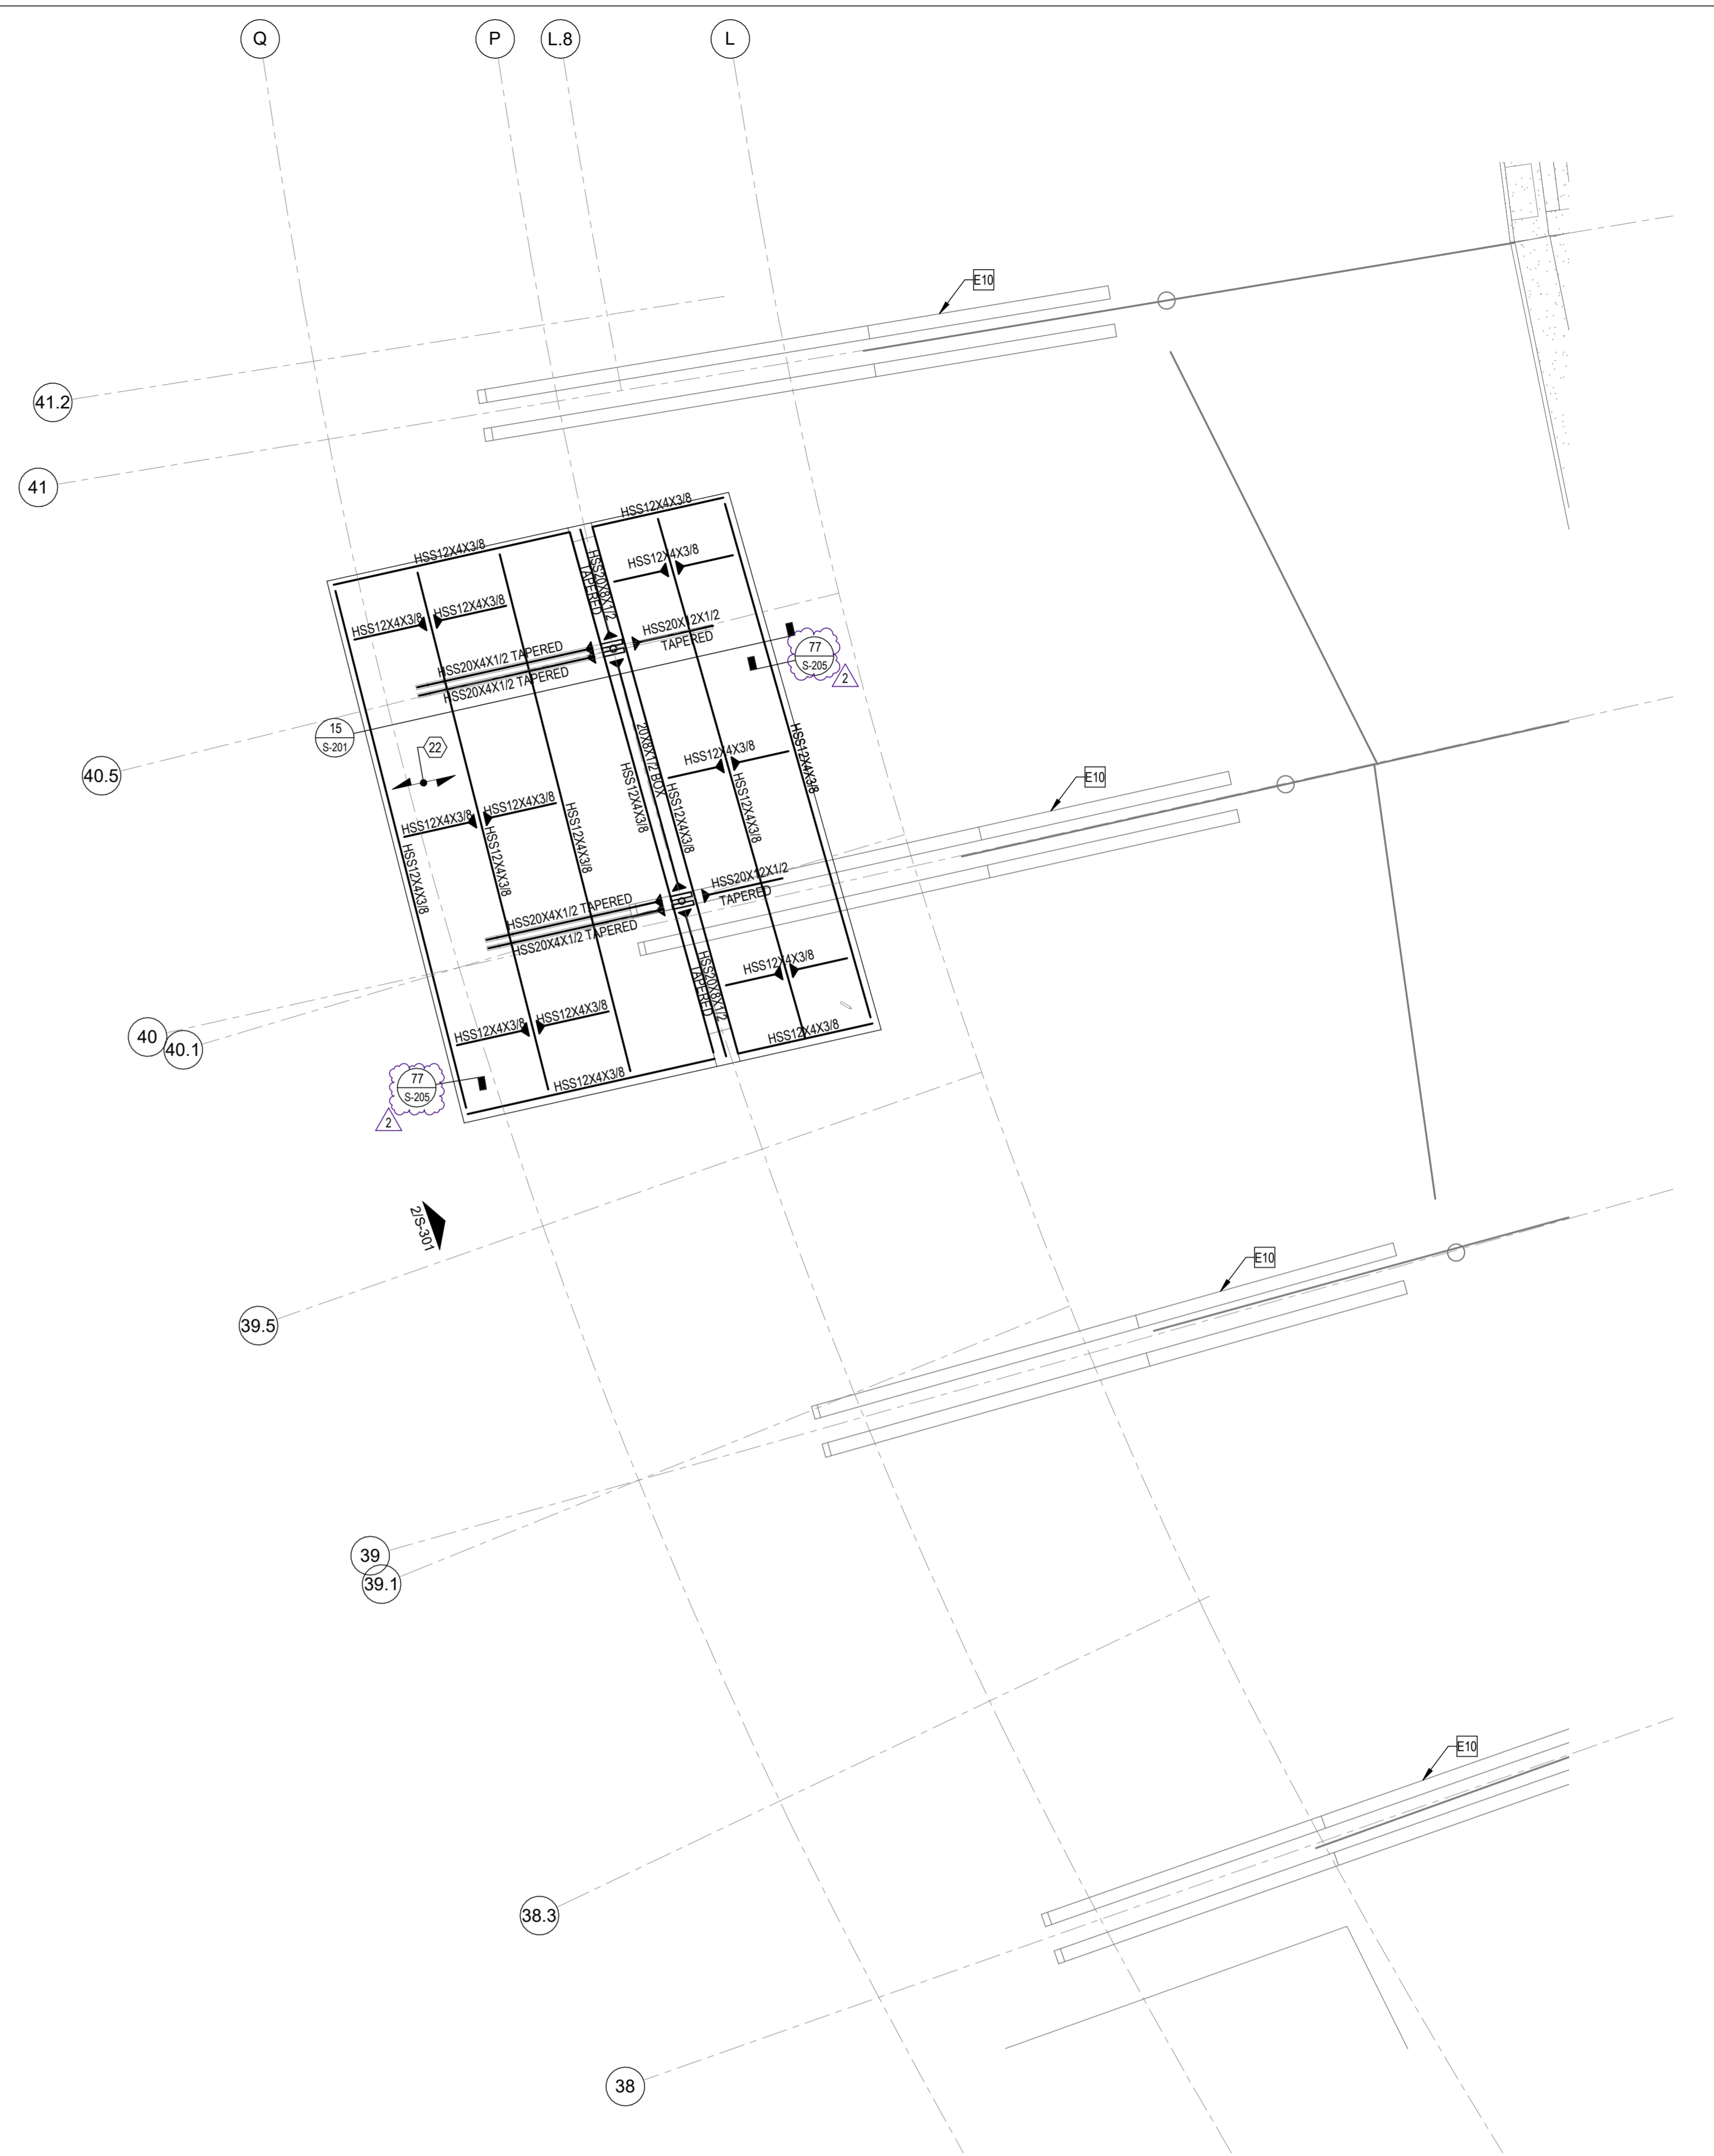 Q
P
L.8
L
E10
41.2
41
HSS12X4X3/8
HSS12X4X3/8
HSS12X4X3/8
HSS20X8X1/2
TAPERED
HSS12X4X3/8
HSS12X4X3/8
HSS20X12X1/2
TAPERED
HSS20X4X1/2 TAPERED
HSS20X4X1/2 TAPERED
77
S-205
2
15
S-201
22
40.5
20X8X1/2 BOX
HSS12X4X3/8
HSS12X4X3/8
HSS12X4X3/8
HSS12X4X3/8
HSS12X4X3/8
E10
HSS12X4X3/8
HSS12X4X3/8
HSS12X4X3/8
HSS12X4X3/8
HSS12X4X3/8
HSS20X12X1/2
TAPERED
HSS20X4X1/2 TAPERED
HSS20X4X1/2 TAPERED
HSS12X4X3/8
HSS20X8X1/2
TAPERED
HSS12X4X3/8
HSS12X4X3/8
HSS12X4X3/8
HSS12X4X3/8
40
40.1
77
S-205
2
2/S-301
E10
39.5
39
39.1
E10
38.3
38